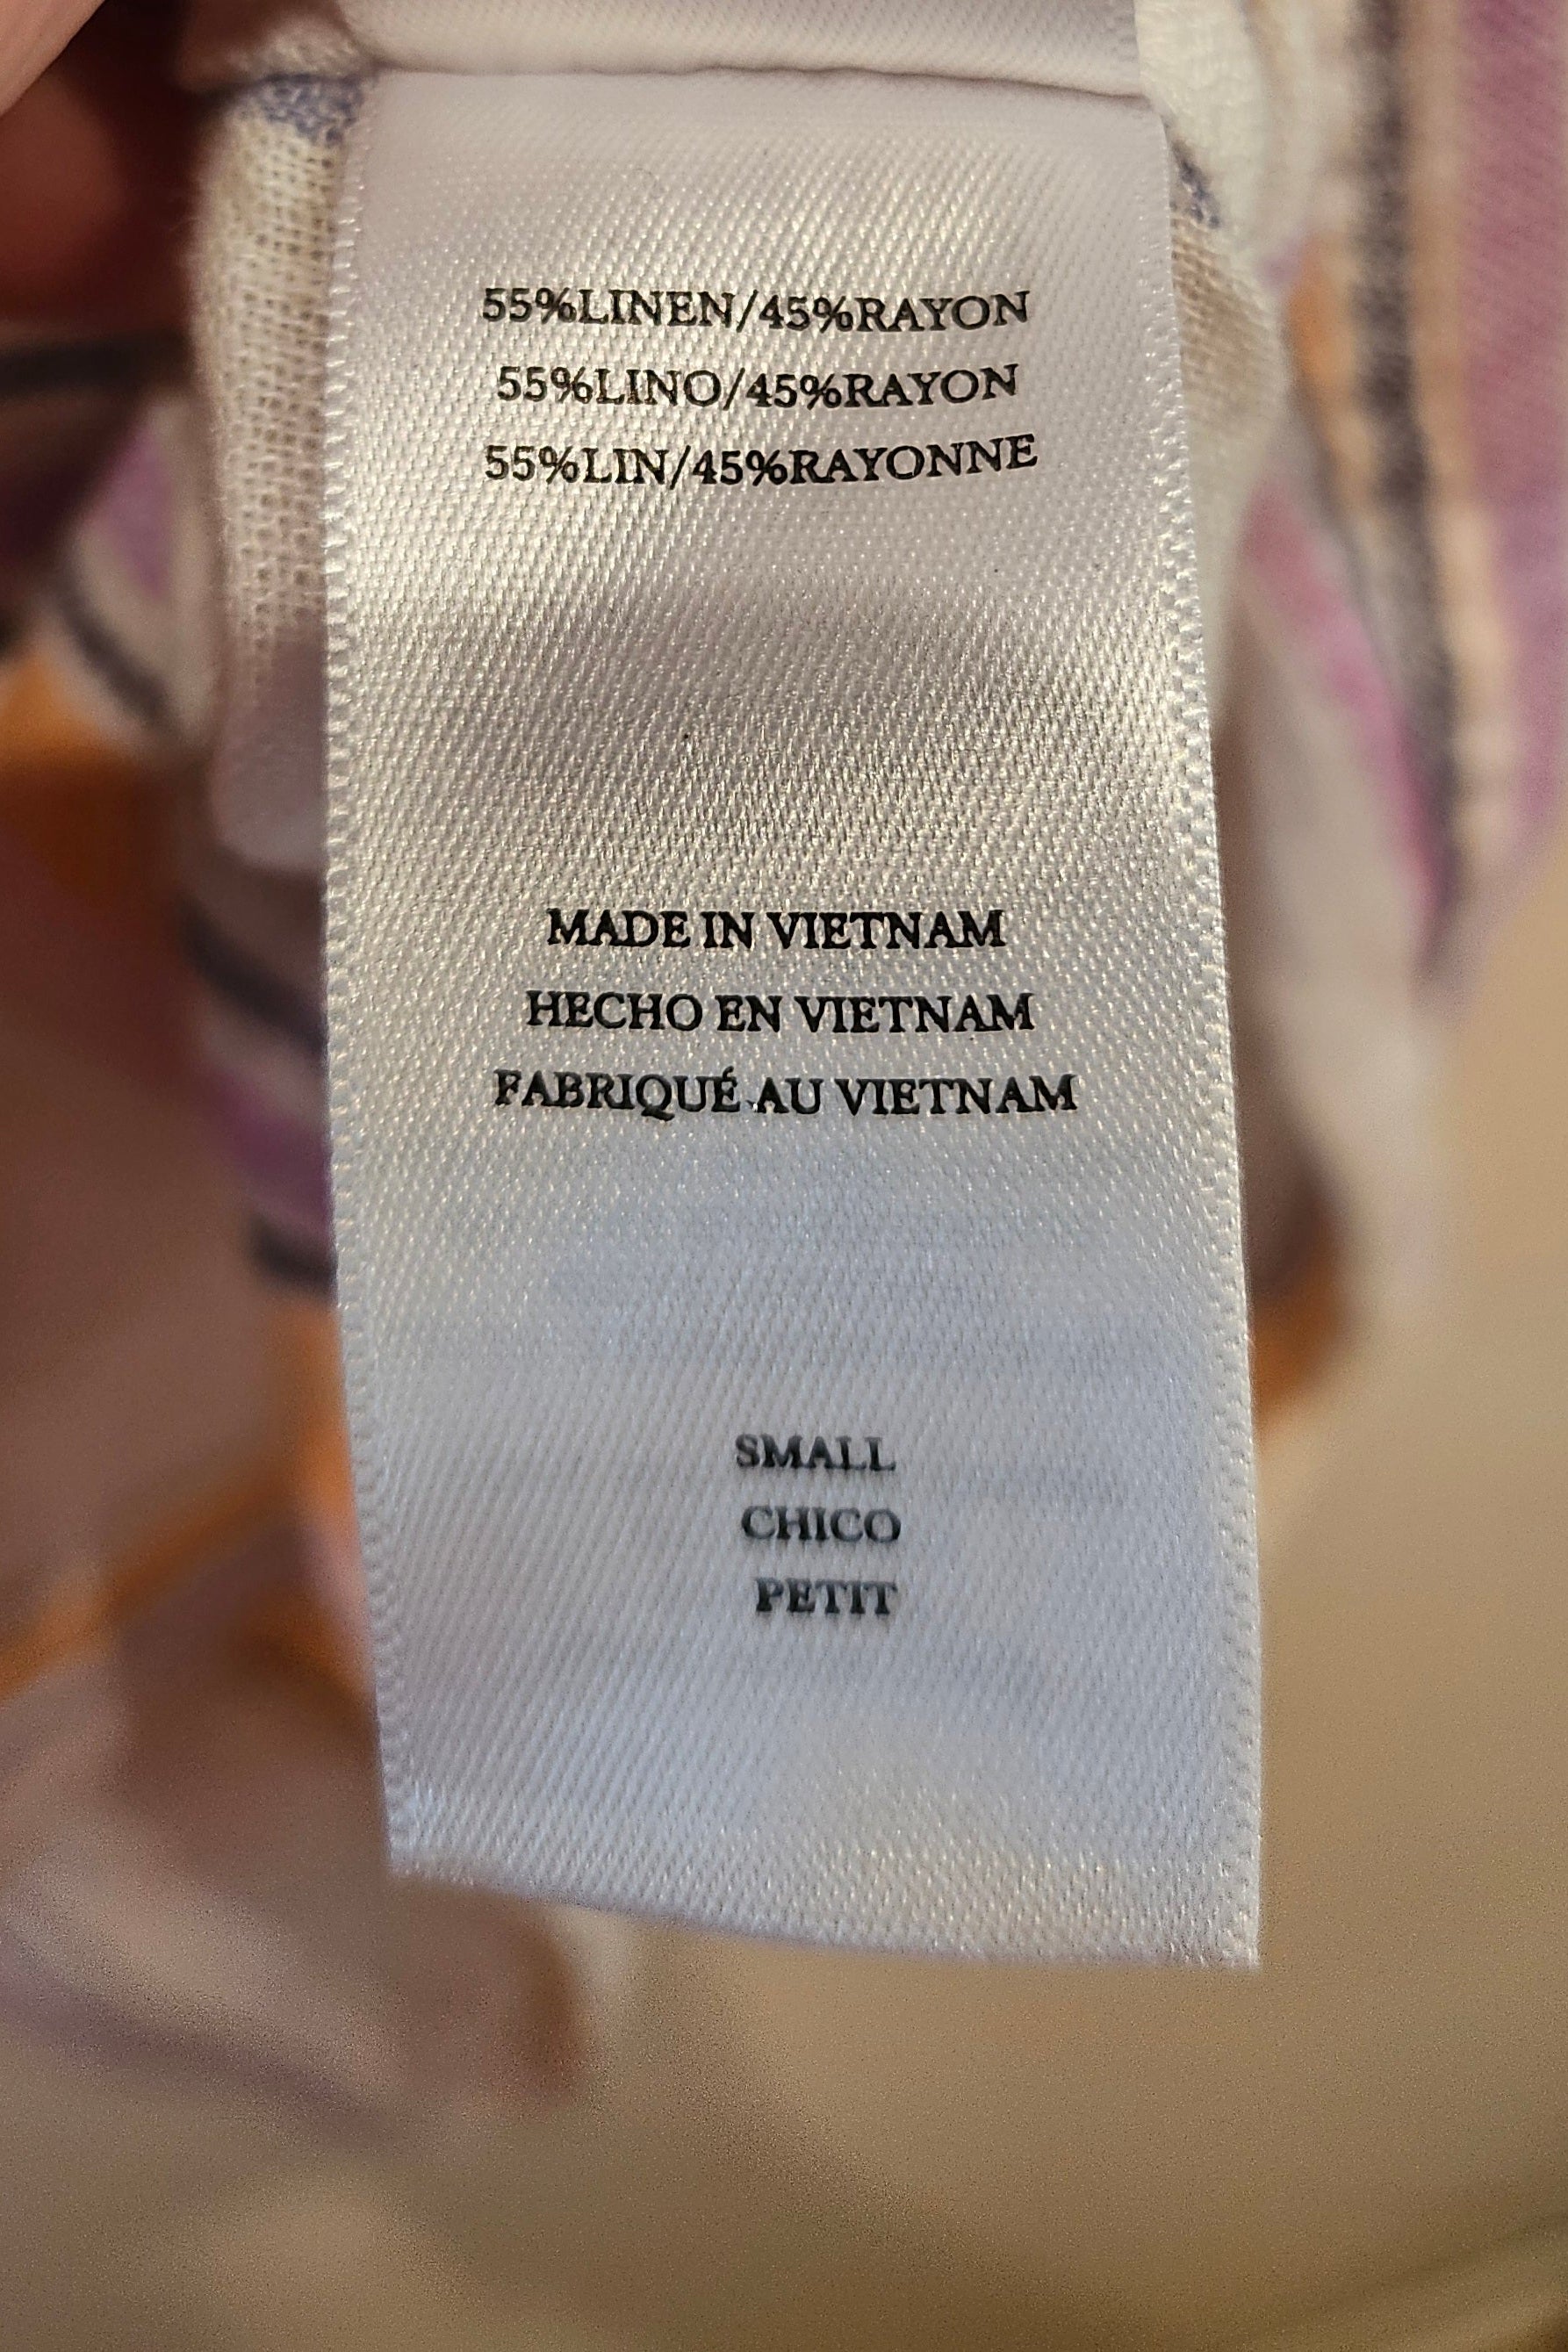 55%LINEN/45%RAYON
55%LINO/45%RAYON
55%LIN/45%RAYONNE
MADE IN VIETNAM
HECHO EN VIETNAM
FABRIQUÉ AU VIETNAM
SMALL
CHICO
PETIT